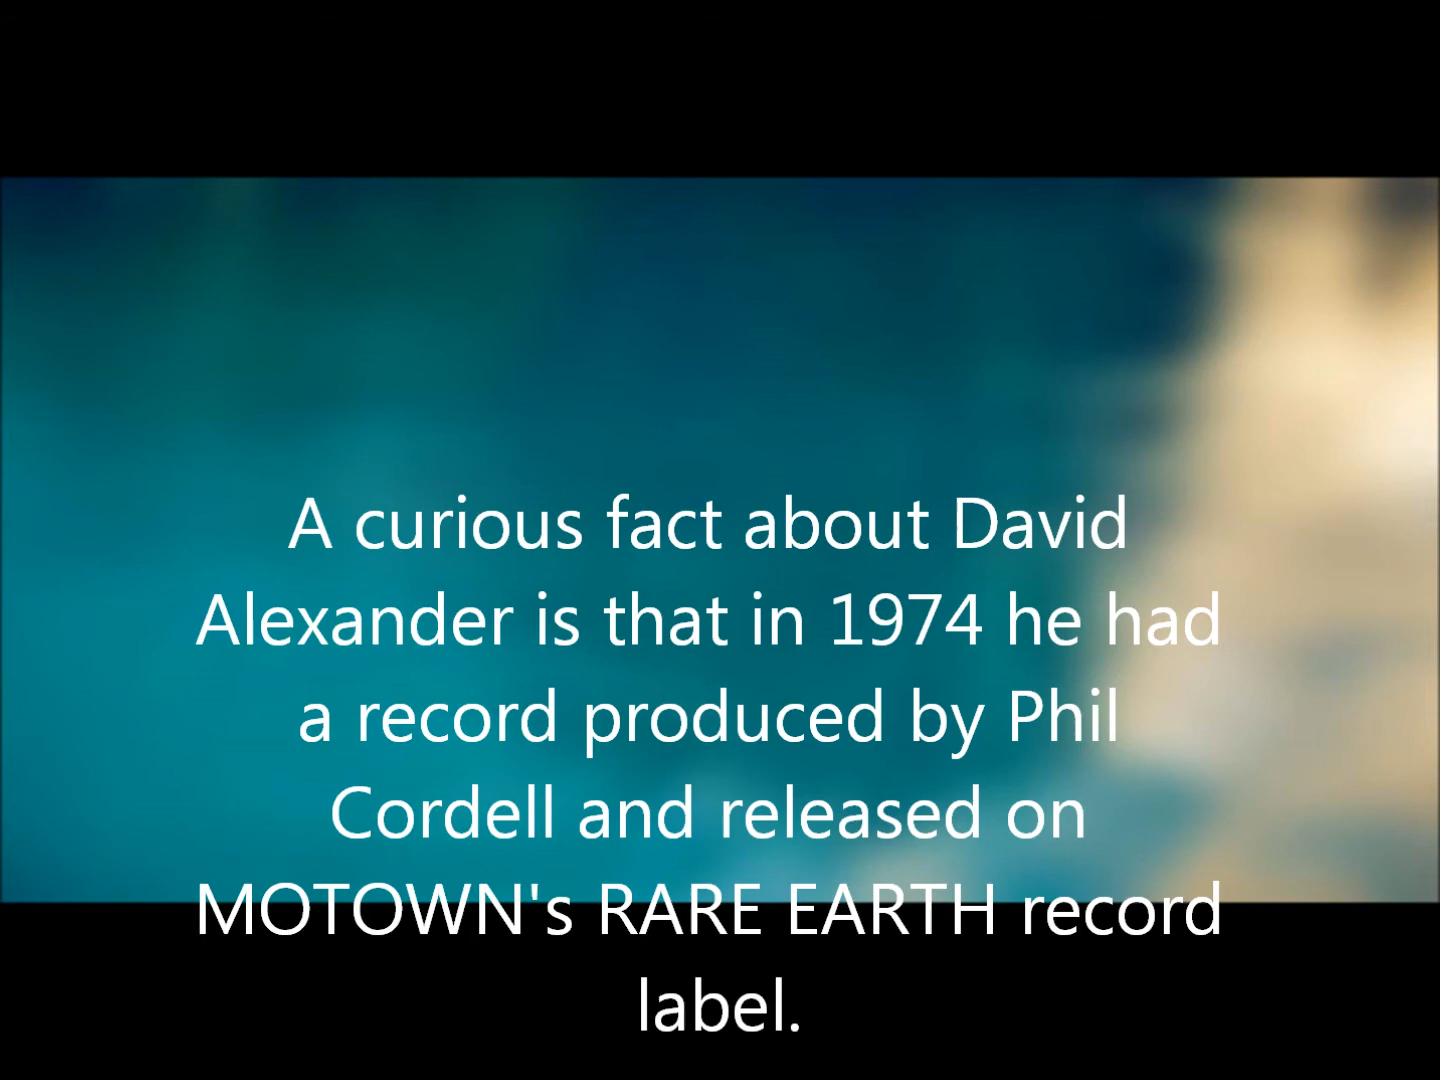 A curious fact about David
Alexander is that in 1974 he had
a record produced by Phil
Cordell and released on
MOTOWN's RARE EARTH record
label.